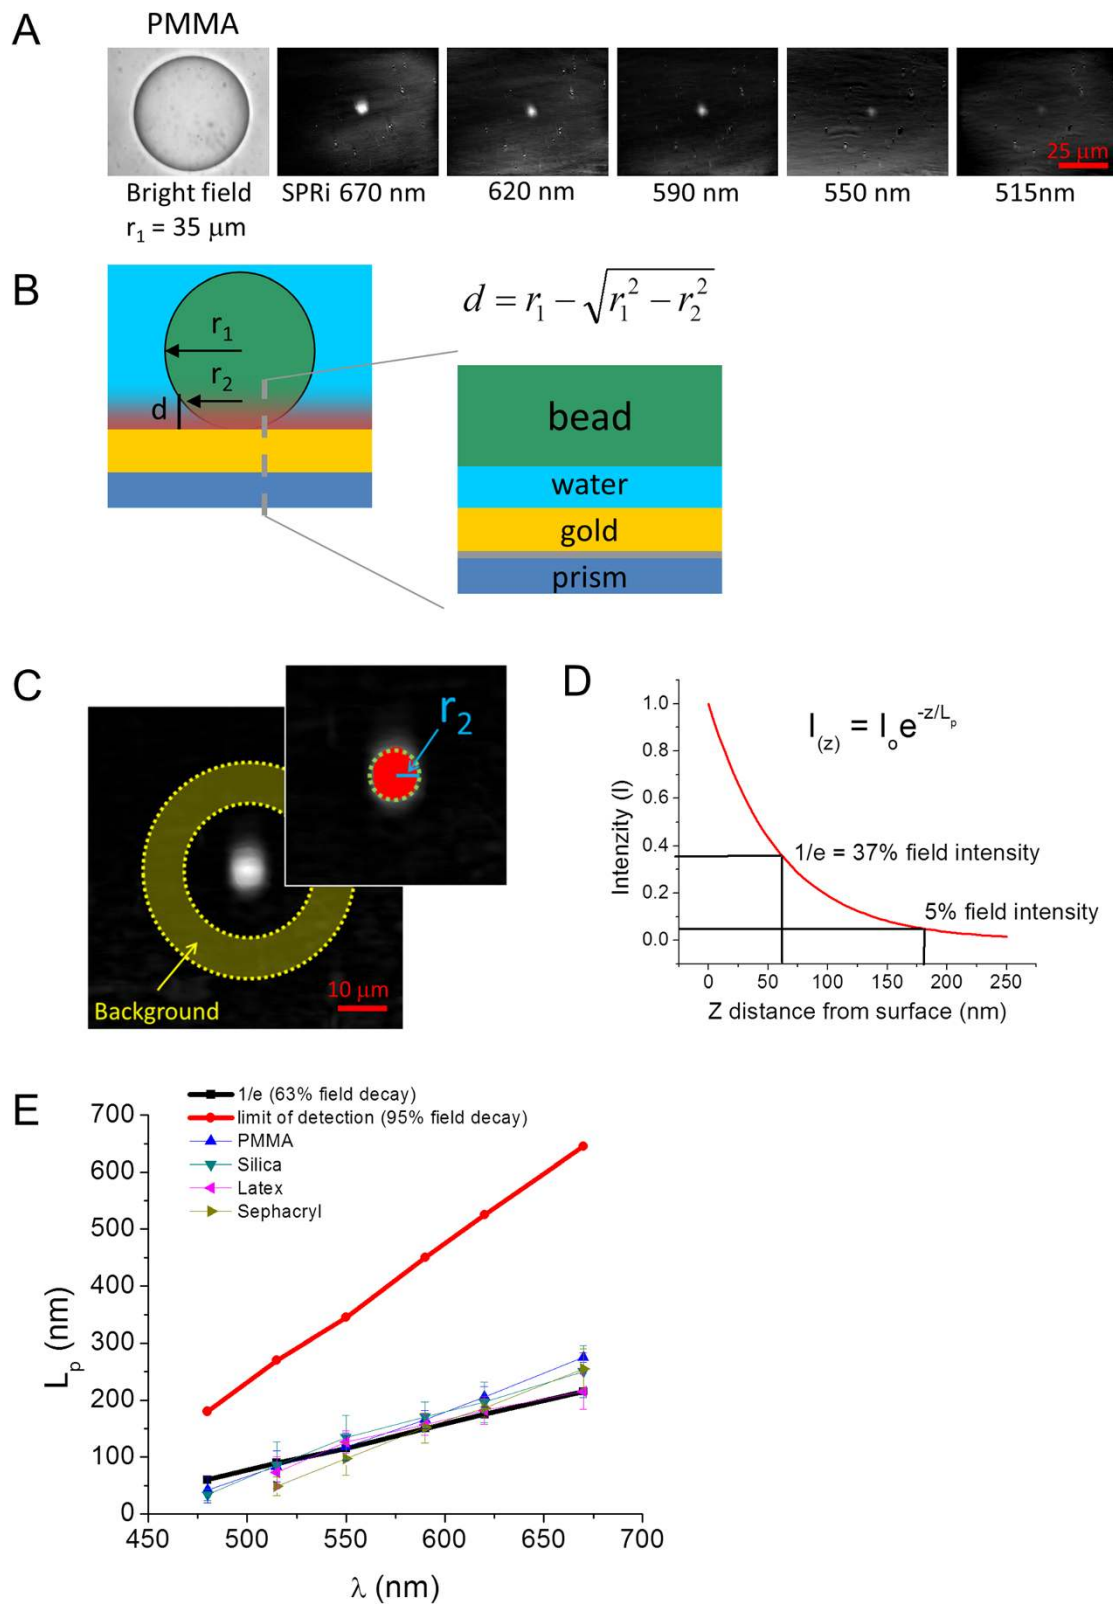 A
PMMA
Bright field
r₁ = 35 μm
SPRi 670 nm
620 nm
590 nm
550 nm
25 μm
515nm
B
d = r₁ − √(r₁² − r₂²)
r₁
r₂
d
bead
water
gold
prism
C
r₂
Background
10 μm
D
I₍z₎ = Iₒe^(-z/Lₚ)
1.0
0.8
0.6
0.4
0.2
0.0
Intenzity (I)
1/e = 37% field intensity
5% field intensity
0 50 100 150 200 250
Z distance from surface (nm)
E
1/e (63% field decay)
limit of detection (95% field decay)
PMMA
Silica
Latex
Sephacryl
700
600
500
400
300
200
100
0
Lₚ (nm)
450 500 550 600 650 700
λ (nm)